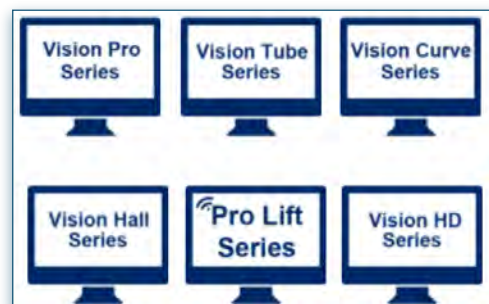 Vision Pro
Series
Vision Tube
Series
Vision Curve
Series
Vision Hall
Series
Pro Lift
Series
Vision HD
Series